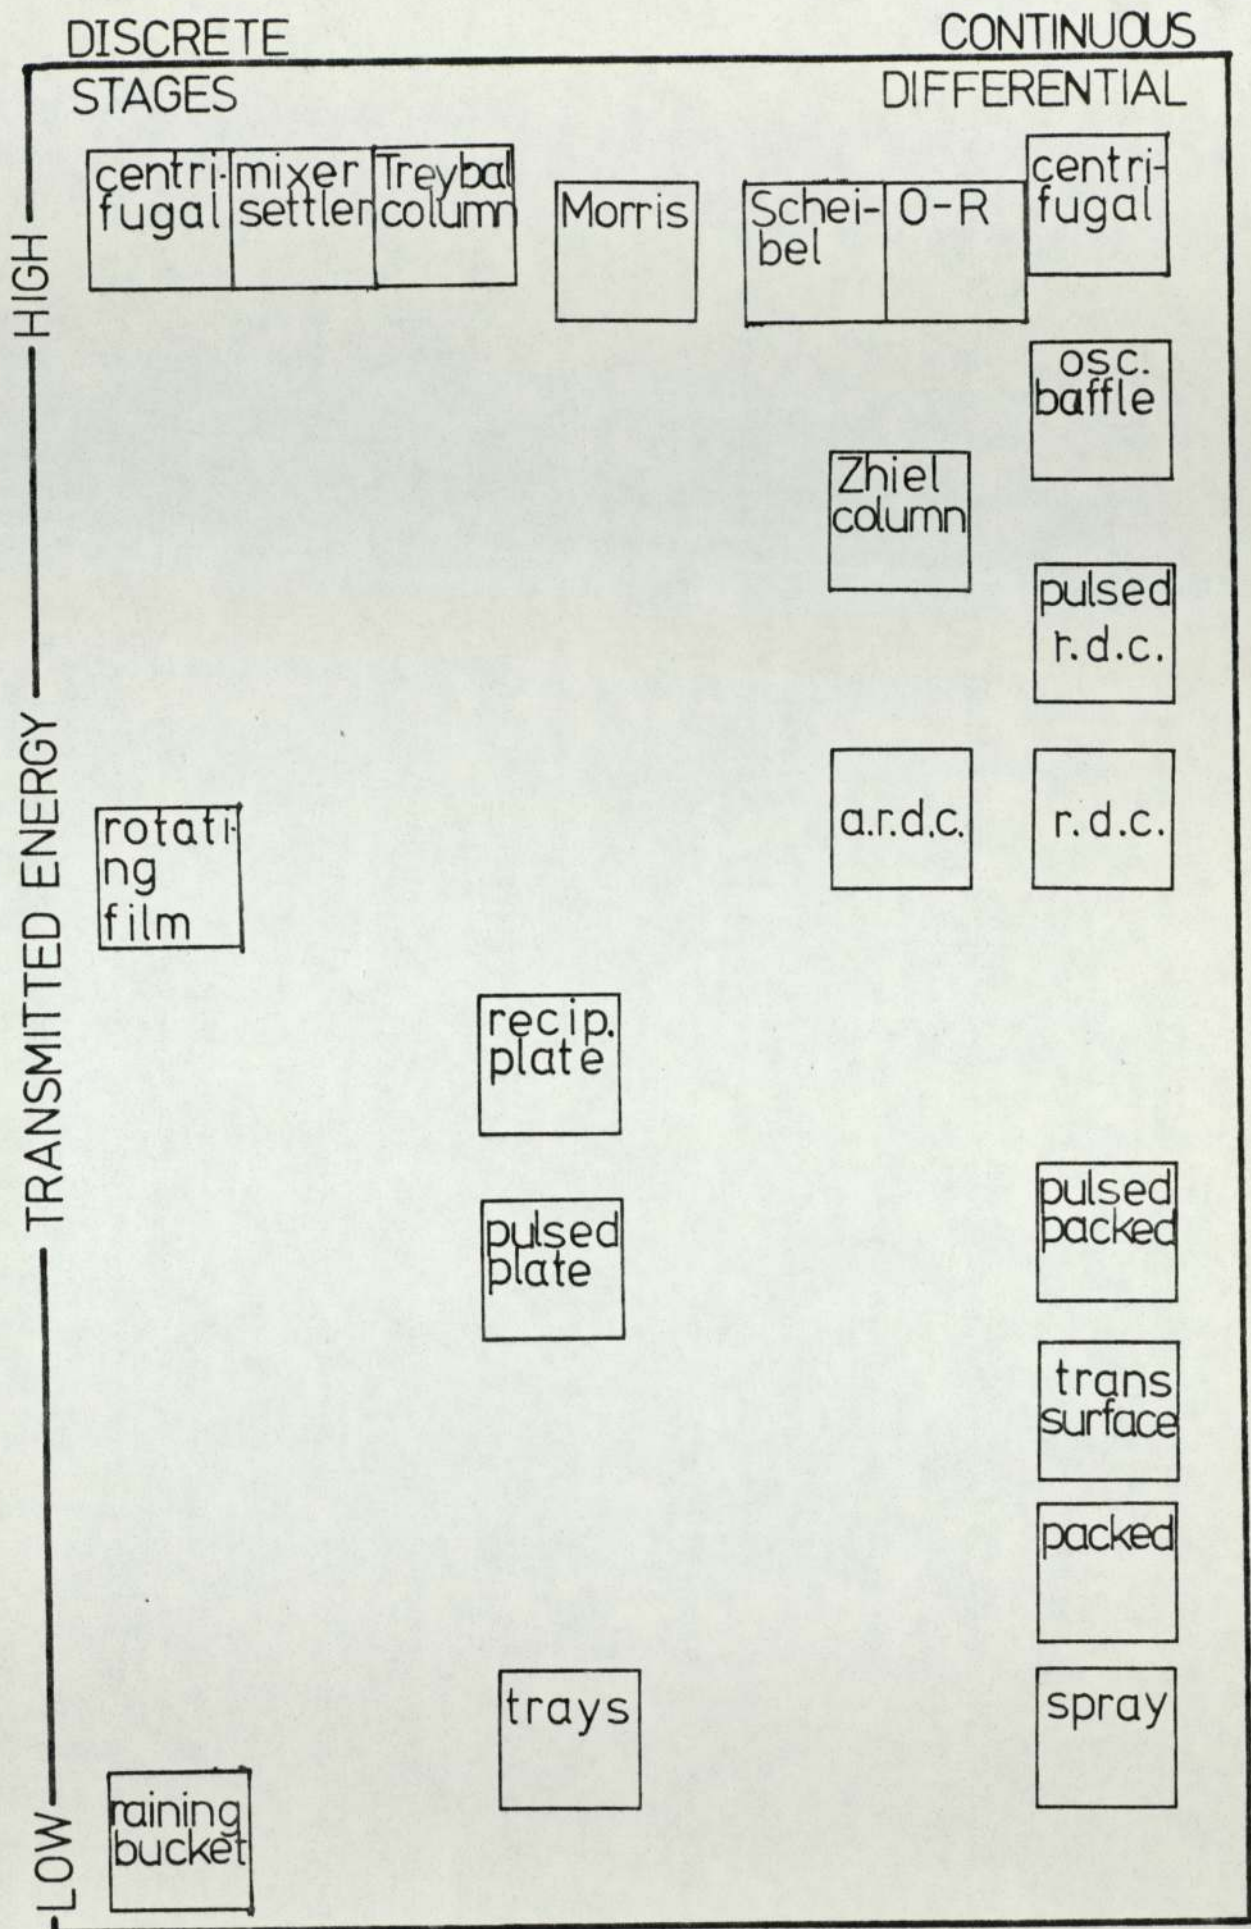 DISCRETE
STAGES
CONTINUOUS
DIFFERENTIAL
HIGH
TRANSMITTED ENERGY
LOW
centri-
fugal
mixer
settler
Treybal
column
Morris
Schei-
bel
O-R
centri-
fugal
osc.
baffle
Zhiel
column
pulsed
r.d.c.
a.r.d.c.
r.d.c.
rotati-
ng
film
recip.
plate
pulsed
plate
pulsed
packed
trans
surface
packed
trays
spray
raining
bucket